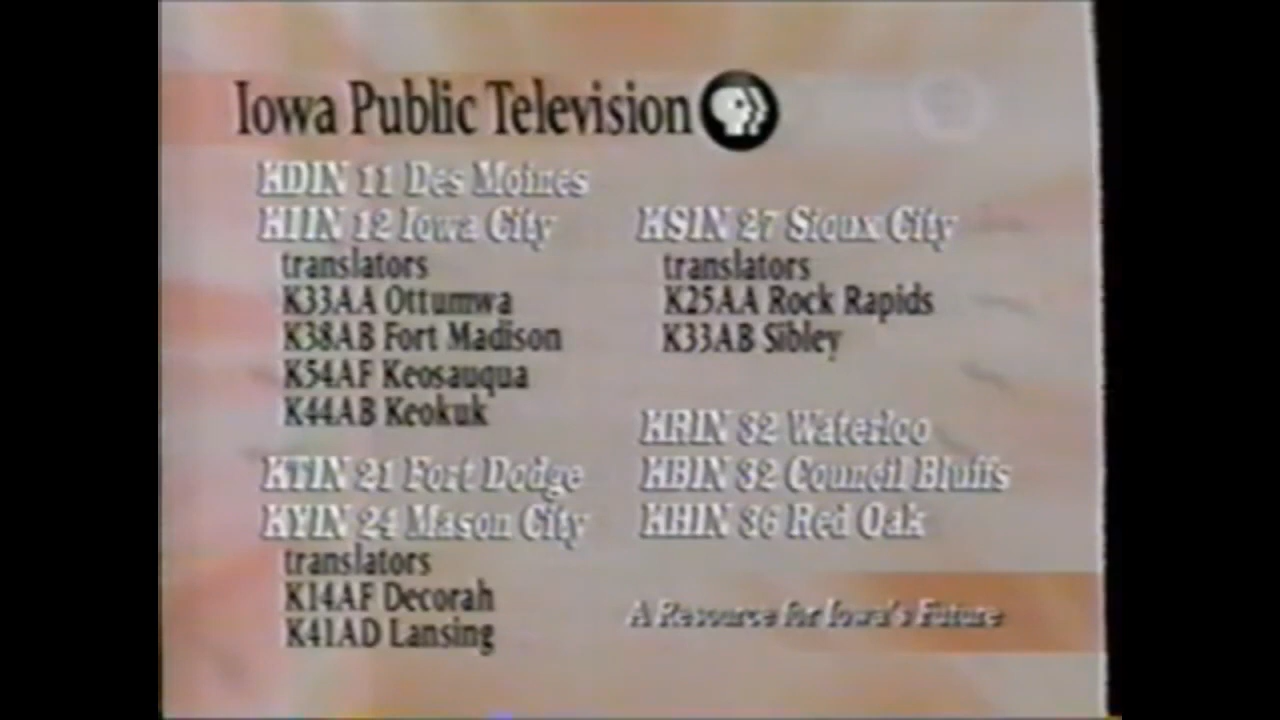 Iowa Public Television
KDIN 11 Des Moines
KIIN 12 Iowa City
translators
K33AA Ottumwa
K38AB Fort Madison
K54AF Keosauqua
K44AB Keokuk
KTIN 21 Fort Dodge
KYIN 24 Mason City
translators
K14AF Decorah
K41AD Lansing
KSIN 27 Sioux City
translators
K25AA Rock Rapids
K33AB Sibley
KRIN 32 Waterloo
KBIN 32 Council Bluffs
KHIN 36 Red Oak
A Resource for Iowa's Future